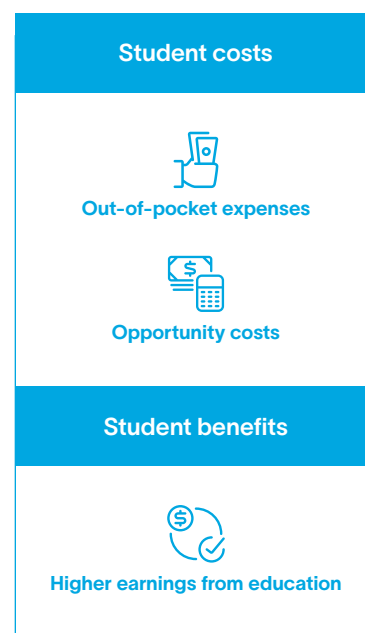 Student costs
Out-of-pocket expenses
$
Opportunity costs
Student benefits
$
Higher earnings from education